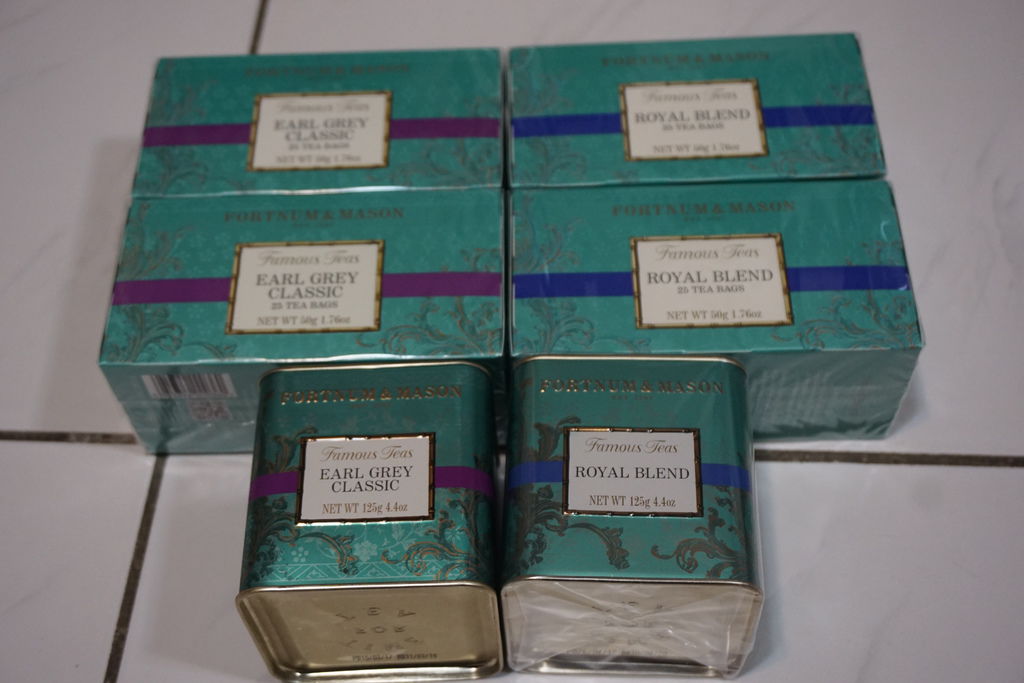 FORTNUM & MASON
Famous Teas
EARL GREY
CLASSIC
25 TEA BAGS
NET WT 50g 1.76oz
FORTNUM & MASON
Famous Teas
ROYAL BLEND
25 TEA BAGS
NET WT 50g 1.76oz
FORTNUM & MASON
Famous Teas
EARL GREY
CLASSIC
25 TEA BAGS
NET WT 50g 1.76oz
FORTNUM & MASON
Famous Teas
ROYAL BLEND
25 TEA BAGS
NET WT 50g 1.76oz
FORTNUM & MASON
Famous Teas
EARL GREY
CLASSIC
NET WT 125g 4.4oz
FORTNUM & MASON
Famous Teas
ROYAL BLEND
NET WT 125g 4.4oz